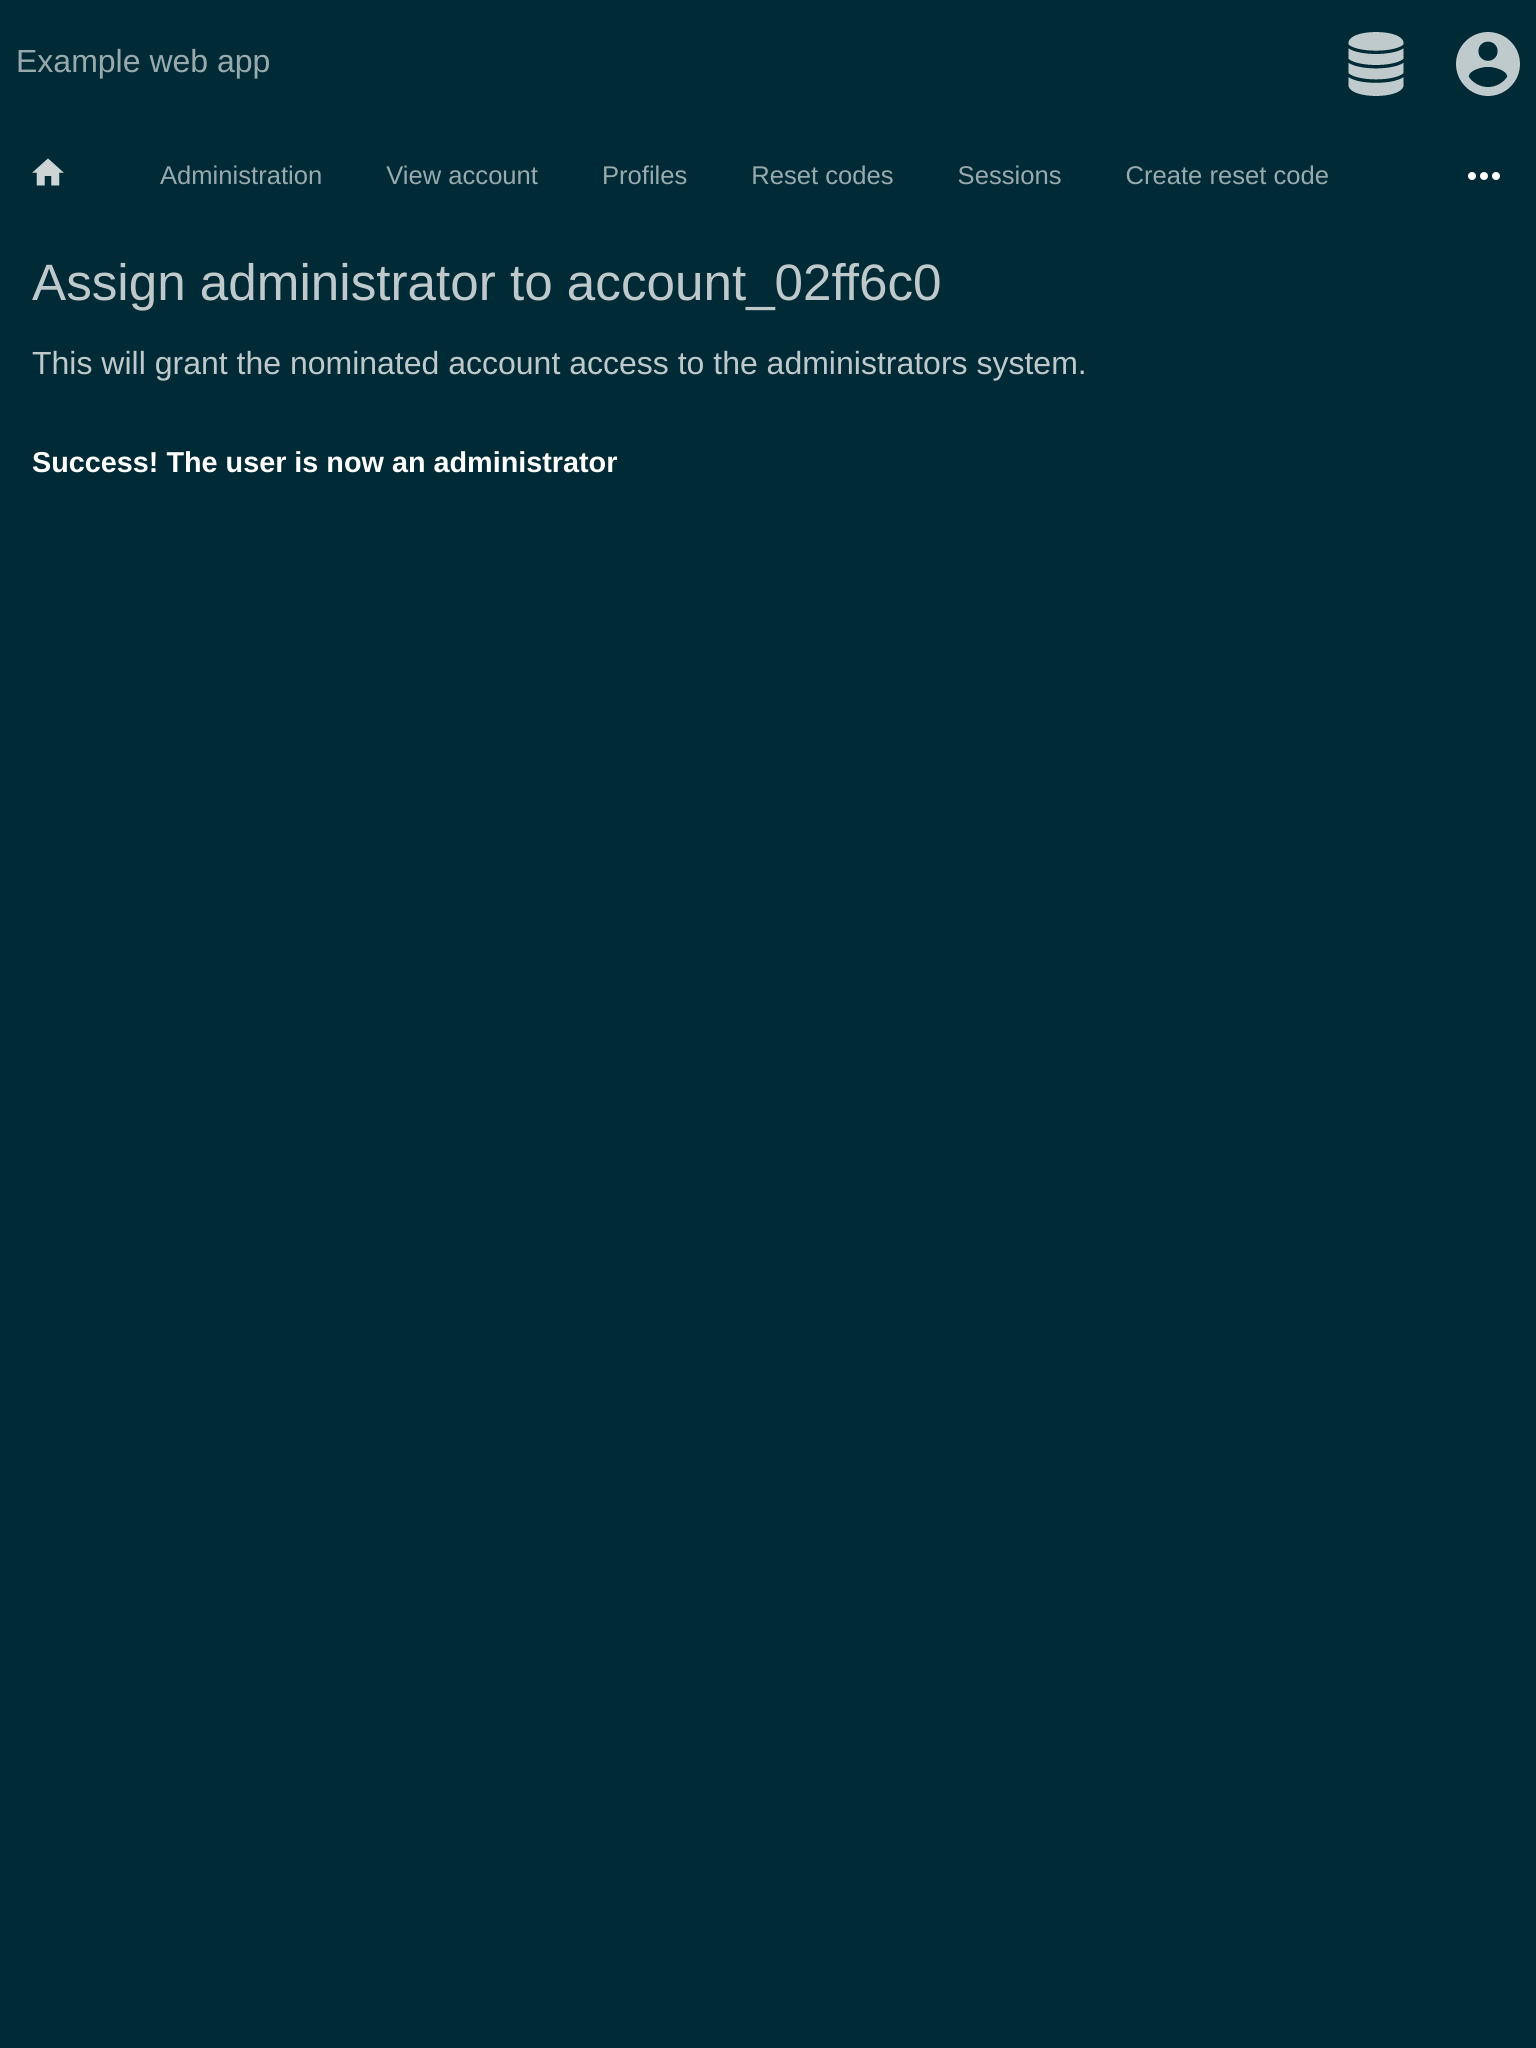 Example web app
Administration View account Profiles Reset codes Sessions Create reset code
Assign administrator to account_02ff6c0
This will grant the nominated account access to the administrators system.
Success! The user is now an administrator